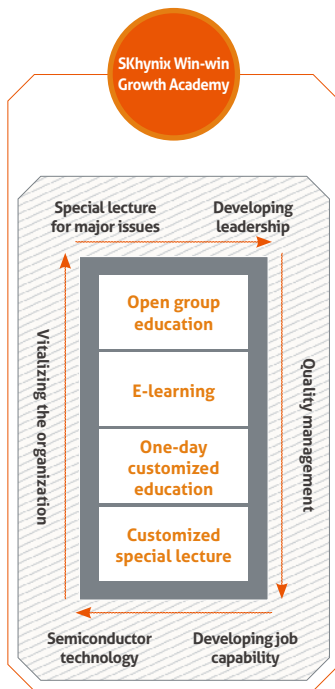 SKhynix Win-win
Growth Academy
Special lecture
for major issues
Developing
leadership
Vitalizing the organization
Open group
education
E-learning
One-day
customized
education
Customized
special lecture
Quality management
Semiconductor
technology
Developing job
capability